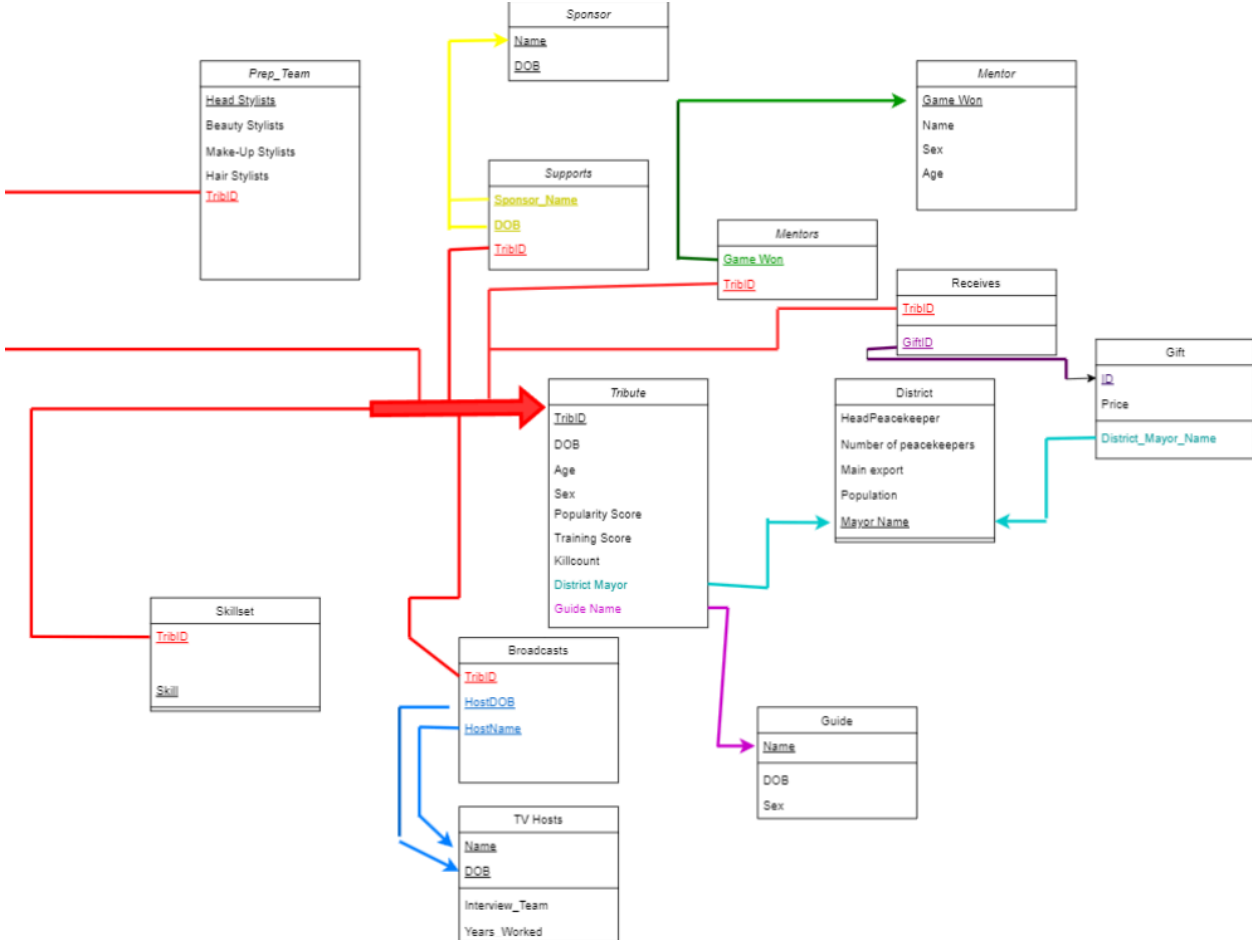 Sponsor
Name
DOB
Prep_Team
Head Stylists
Beauty Stylists
Make-Up Stylists
Hair Stylists
TribID
Mentor
Game Won
Name
Sex
Age
Supports
Sponsor_Name
DOB
TribID
Mentors
Game Won
TribID
Receives
TribID
GiftID
Gift
ID
Price
District_Mayor_Name
Tribute
TribID
DOB
Age
Sex
Popularity Score
Training Score
Killcount
District Mayor
Guide Name
District
HeadPeacekeeper
Number of peacekeepers
Main export
Population
Mayor Name
Skillset
TribID
Skill
Broadcasts
TribID
HostDOB
HostName
Guide
Name
DOB
Sex
TV Hosts
Name
DOB
Interview_Team
Years_Worked